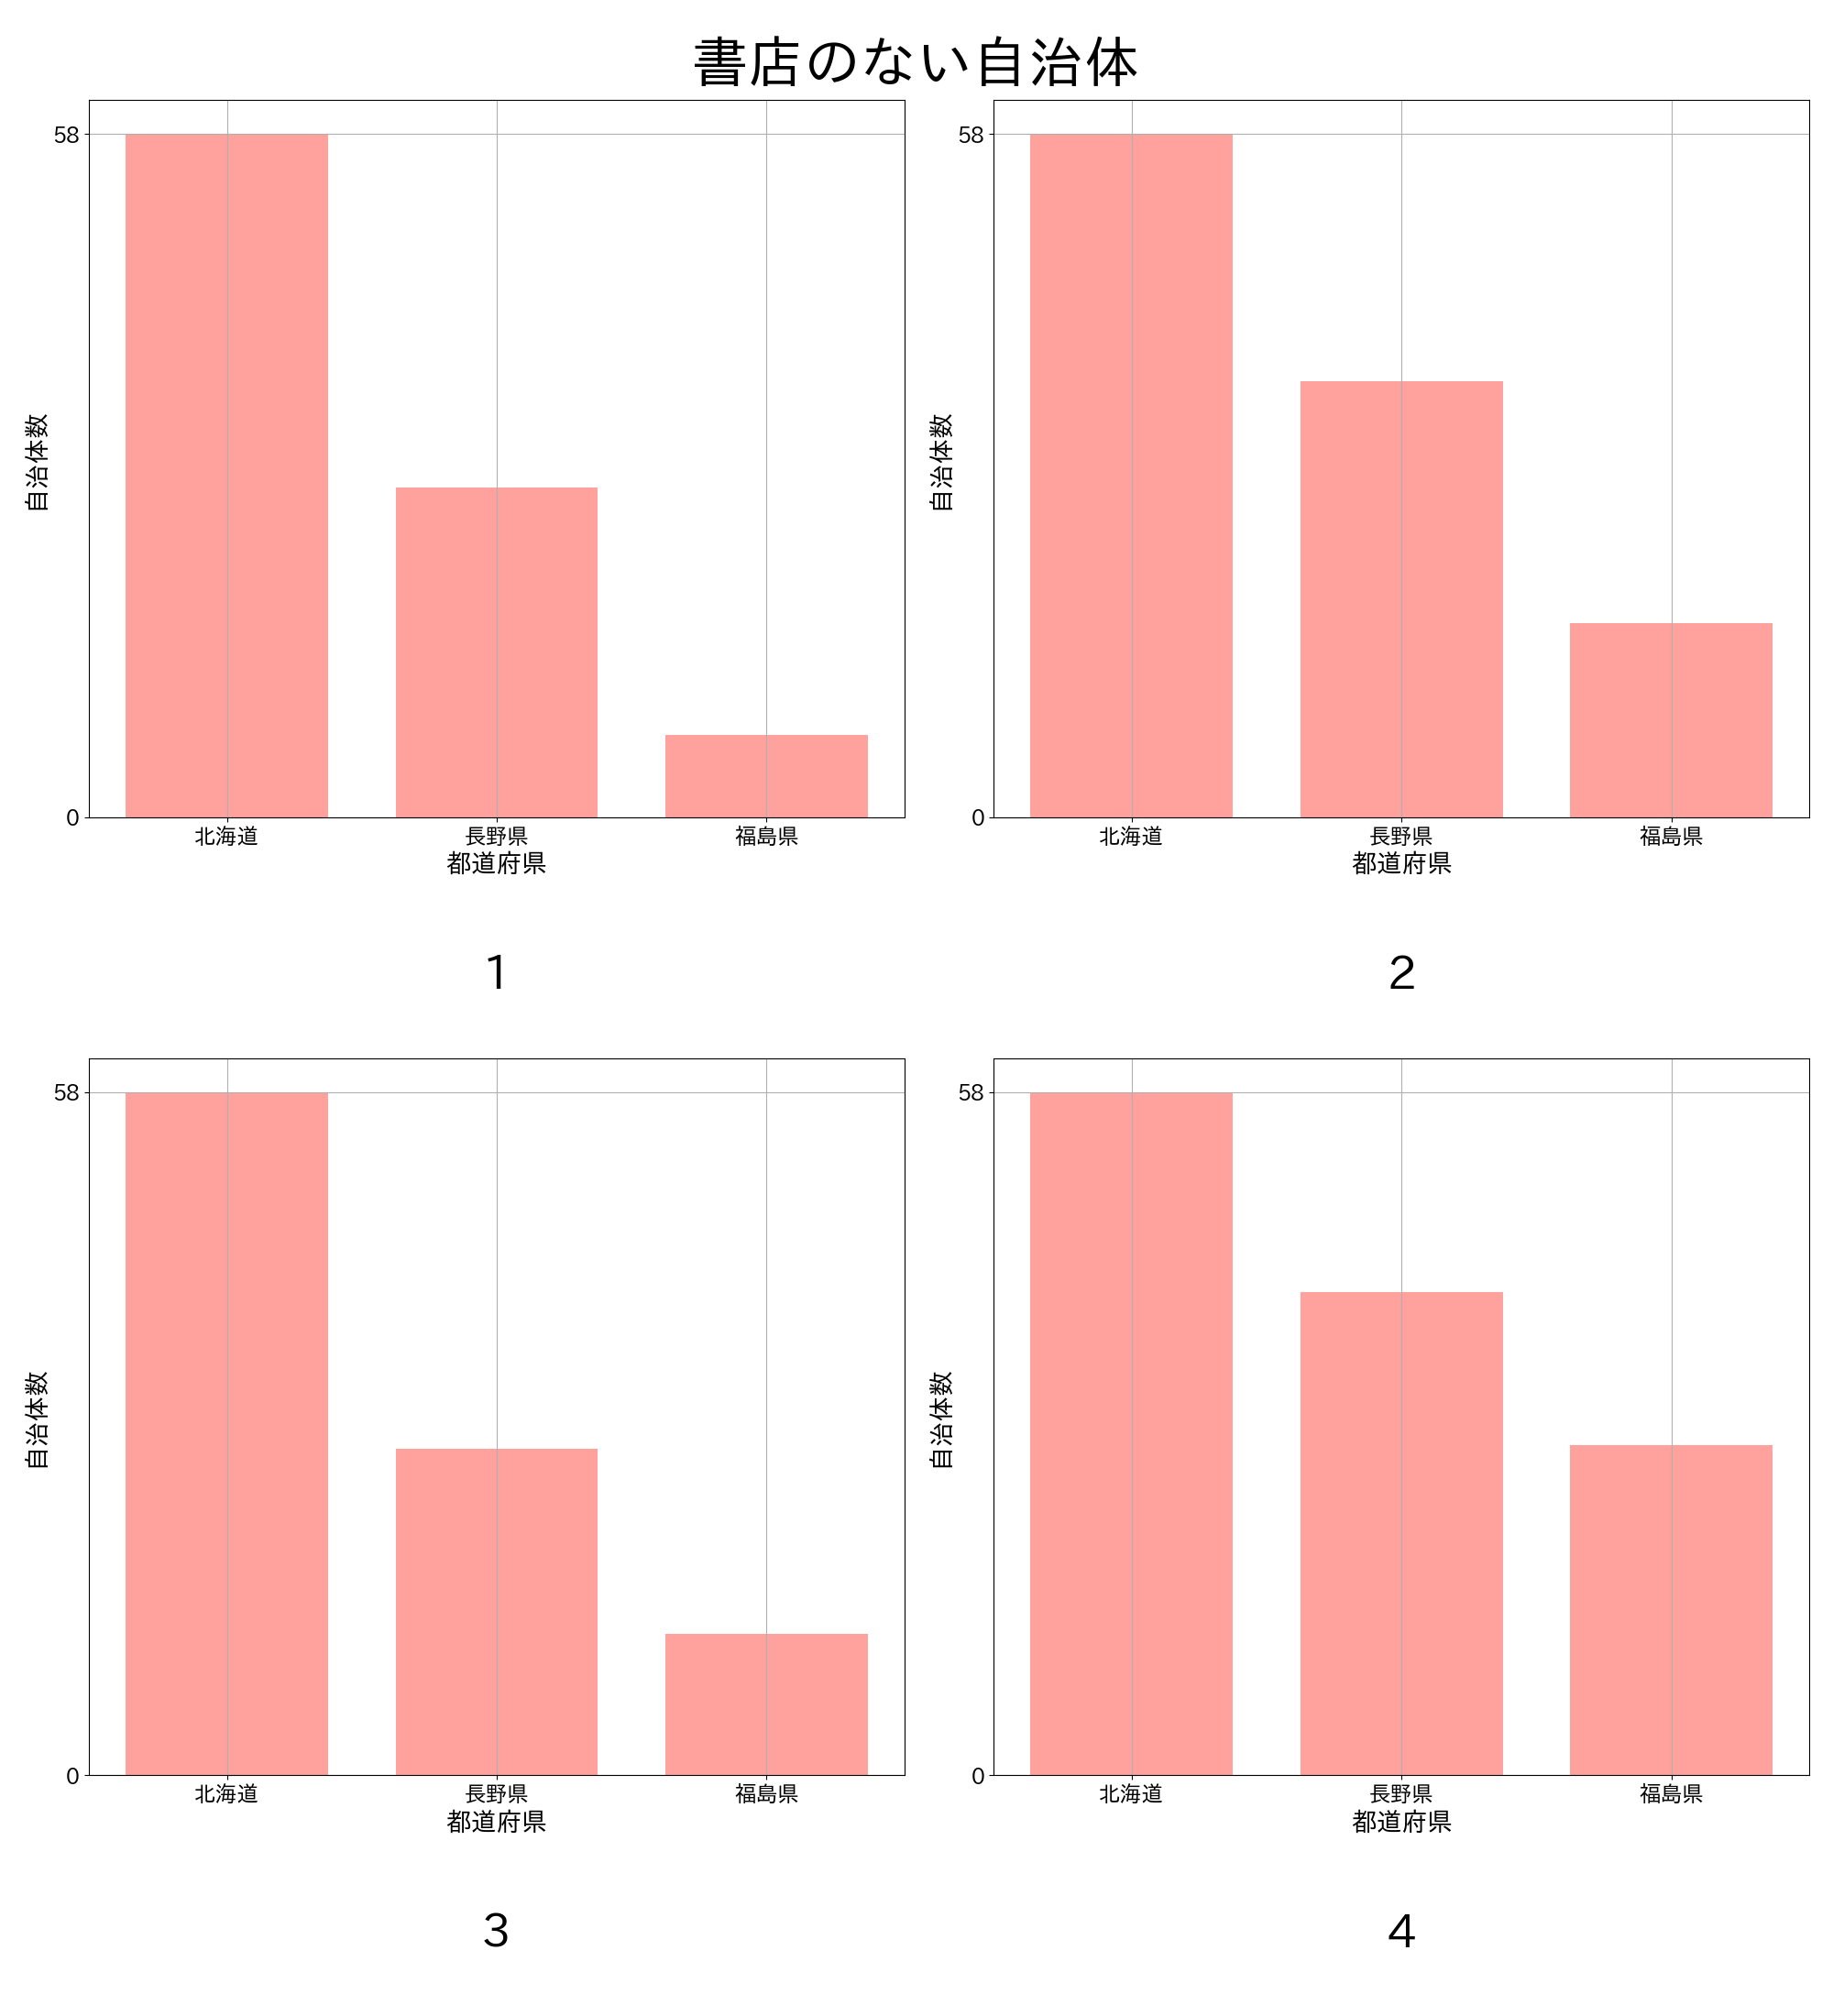 書店のない自治体
58
0
自治体数
北海道
長野県
福島県
都道府県
1
58
0
自治体数
北海道
長野県
福島県
都道府県
2
58
0
自治体数
北海道
長野県
福島県
都道府県
3
58
0
自治体数
北海道
長野県
福島県
都道府県
4